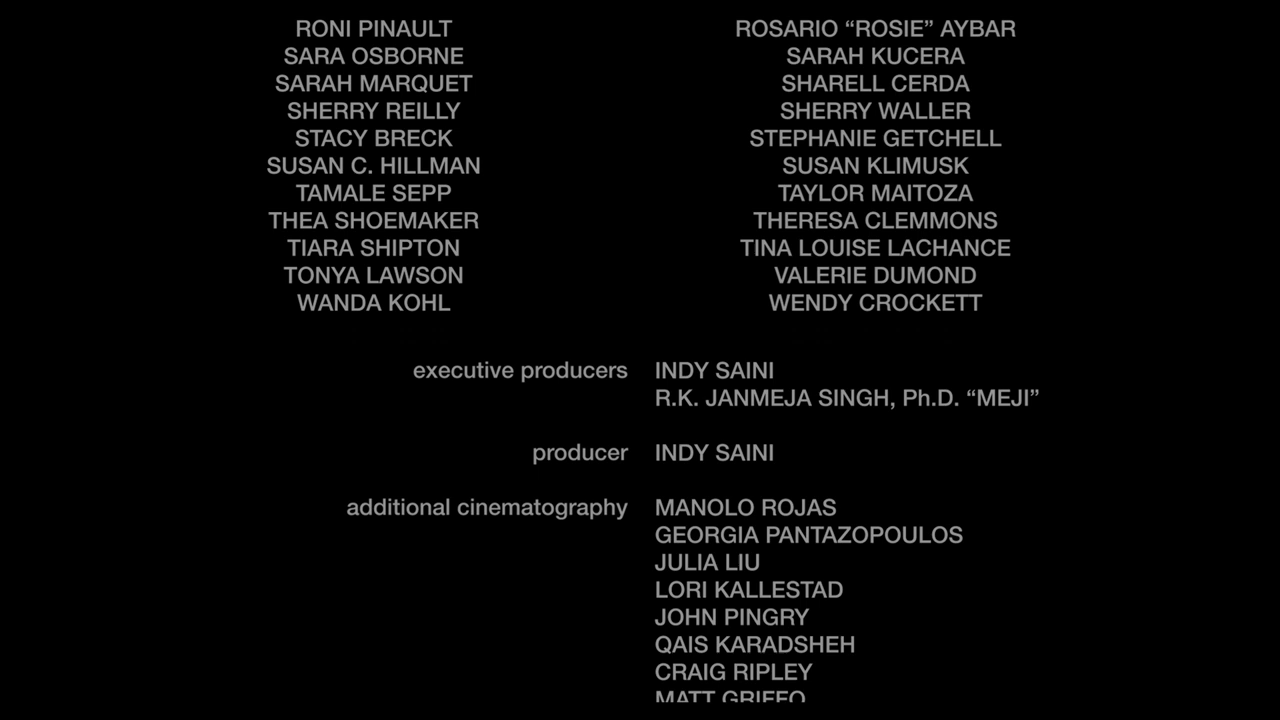 RONI PINAULT ROSARIO “ROSIE” AYBAR
SARA OSBORNE SARAH KUCERA
SARAH MARQUET SHARELL CERDA
SHERRY REILLY SHERRY WALLER
STACY BRECK STEPHANIE GETCHELL
SUSAN C. HILLMAN SUSAN KLIMUSK
TAMALE SEPP TAYLOR MAITOZA
THEA SHOEMAKER THERESA CLEMMONS
TIARA SHIPTON TINA LOUISE LACHANCE
TONYA LAWSON VALERIE DUMOND
WANDA KOHL WENDY CROCKETT
executive producers INDY SAINI
R.K. JANMEJA SINGH, Ph.D. “MEJI”
producer INDY SAINI
additional cinematography MANOLO ROJAS
GEORGIA PANTAZOPOULOS
JULIA LIU
LORI KALLESTAD
JOHN PINGRY
QAIS KARADSHEH
CRAIG RIPLEY
MATT GRIFFO